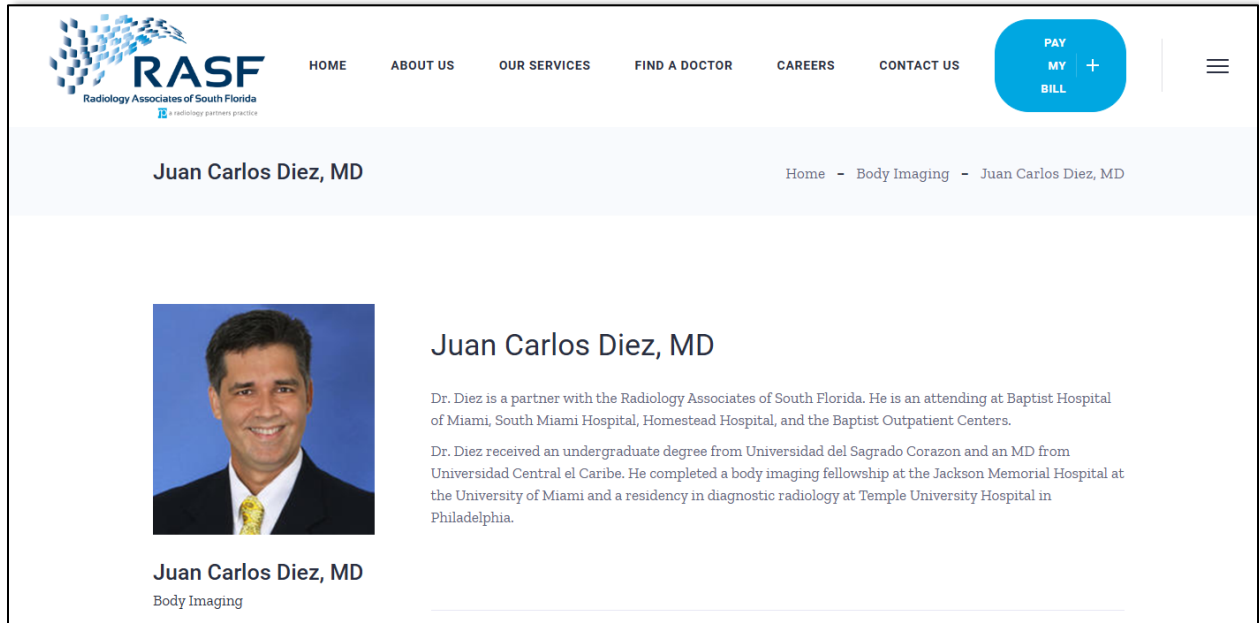 RASF
Radiology Associates of South Florida
a radiology partners practice
HOME
ABOUT US
OUR SERVICES
FIND A DOCTOR
CAREERS
CONTACT US
PAY
MY
BILL
+
Juan Carlos Diez, MD
Home – Body Imaging – Juan Carlos Diez, MD
Juan Carlos Diez, MD
Dr. Diez is a partner with the Radiology Associates of South Florida. He is an attending at Baptist Hospital
of Miami, South Miami Hospital, Homestead Hospital, and the Baptist Outpatient Centers.
Dr. Diez received an undergraduate degree from Universidad del Sagrado Corazon and an MD from
Universidad Central el Caribe. He completed a body imaging fellowship at the Jackson Memorial Hospital at
the University of Miami and a residency in diagnostic radiology at Temple University Hospital in
Philadelphia.
Juan Carlos Diez, MD
Body Imaging